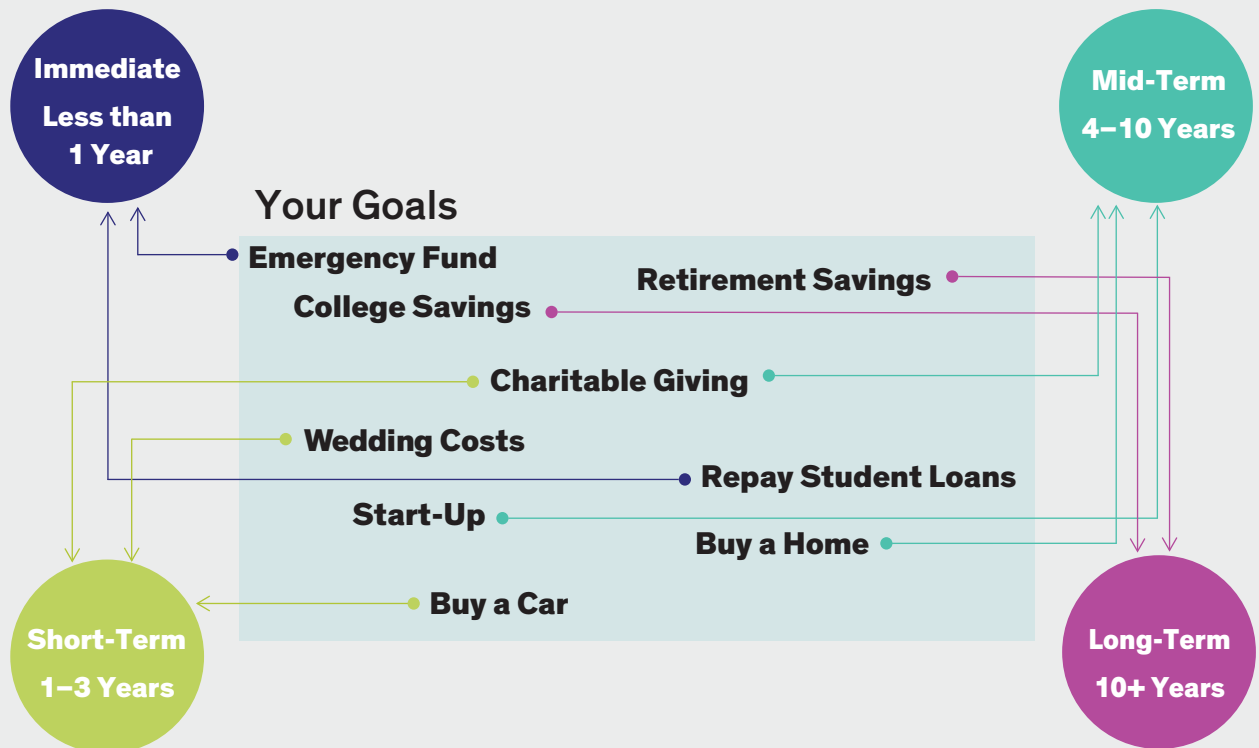 Immediate
Less than
1 Year
Mid-Term
4–10 Years
Your Goals
Emergency Fund
Retirement Savings
College Savings
Charitable Giving
Wedding Costs
Repay Student Loans
Start-Up
Buy a Home
Buy a Car
Short-Term
1–3 Years
Long-Term
10+ Years